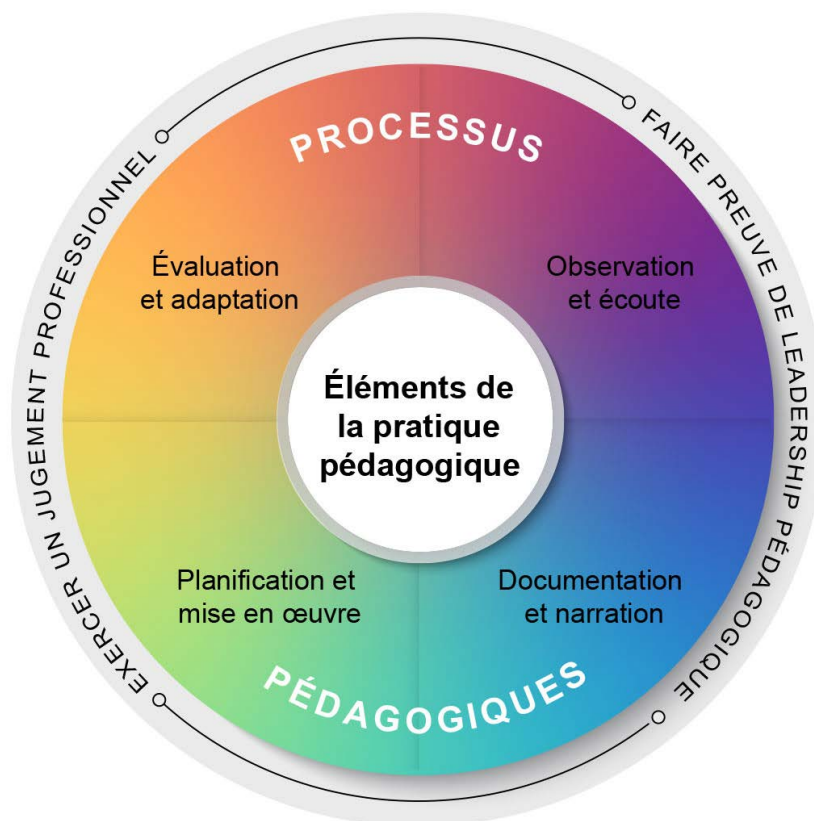 PROCESSUS
EXERCER UN JUGEMENT PROFESSIONNEL
FAIRE PREUVE DE LEADERSHIP PÉDAGOGIQUE
Évaluation
et adaptation
Observation
et écoute
Éléments de
la pratique
pédagogique
Planification et
mise en œuvre
Documentation
et narration
PÉDAGOGIQUES